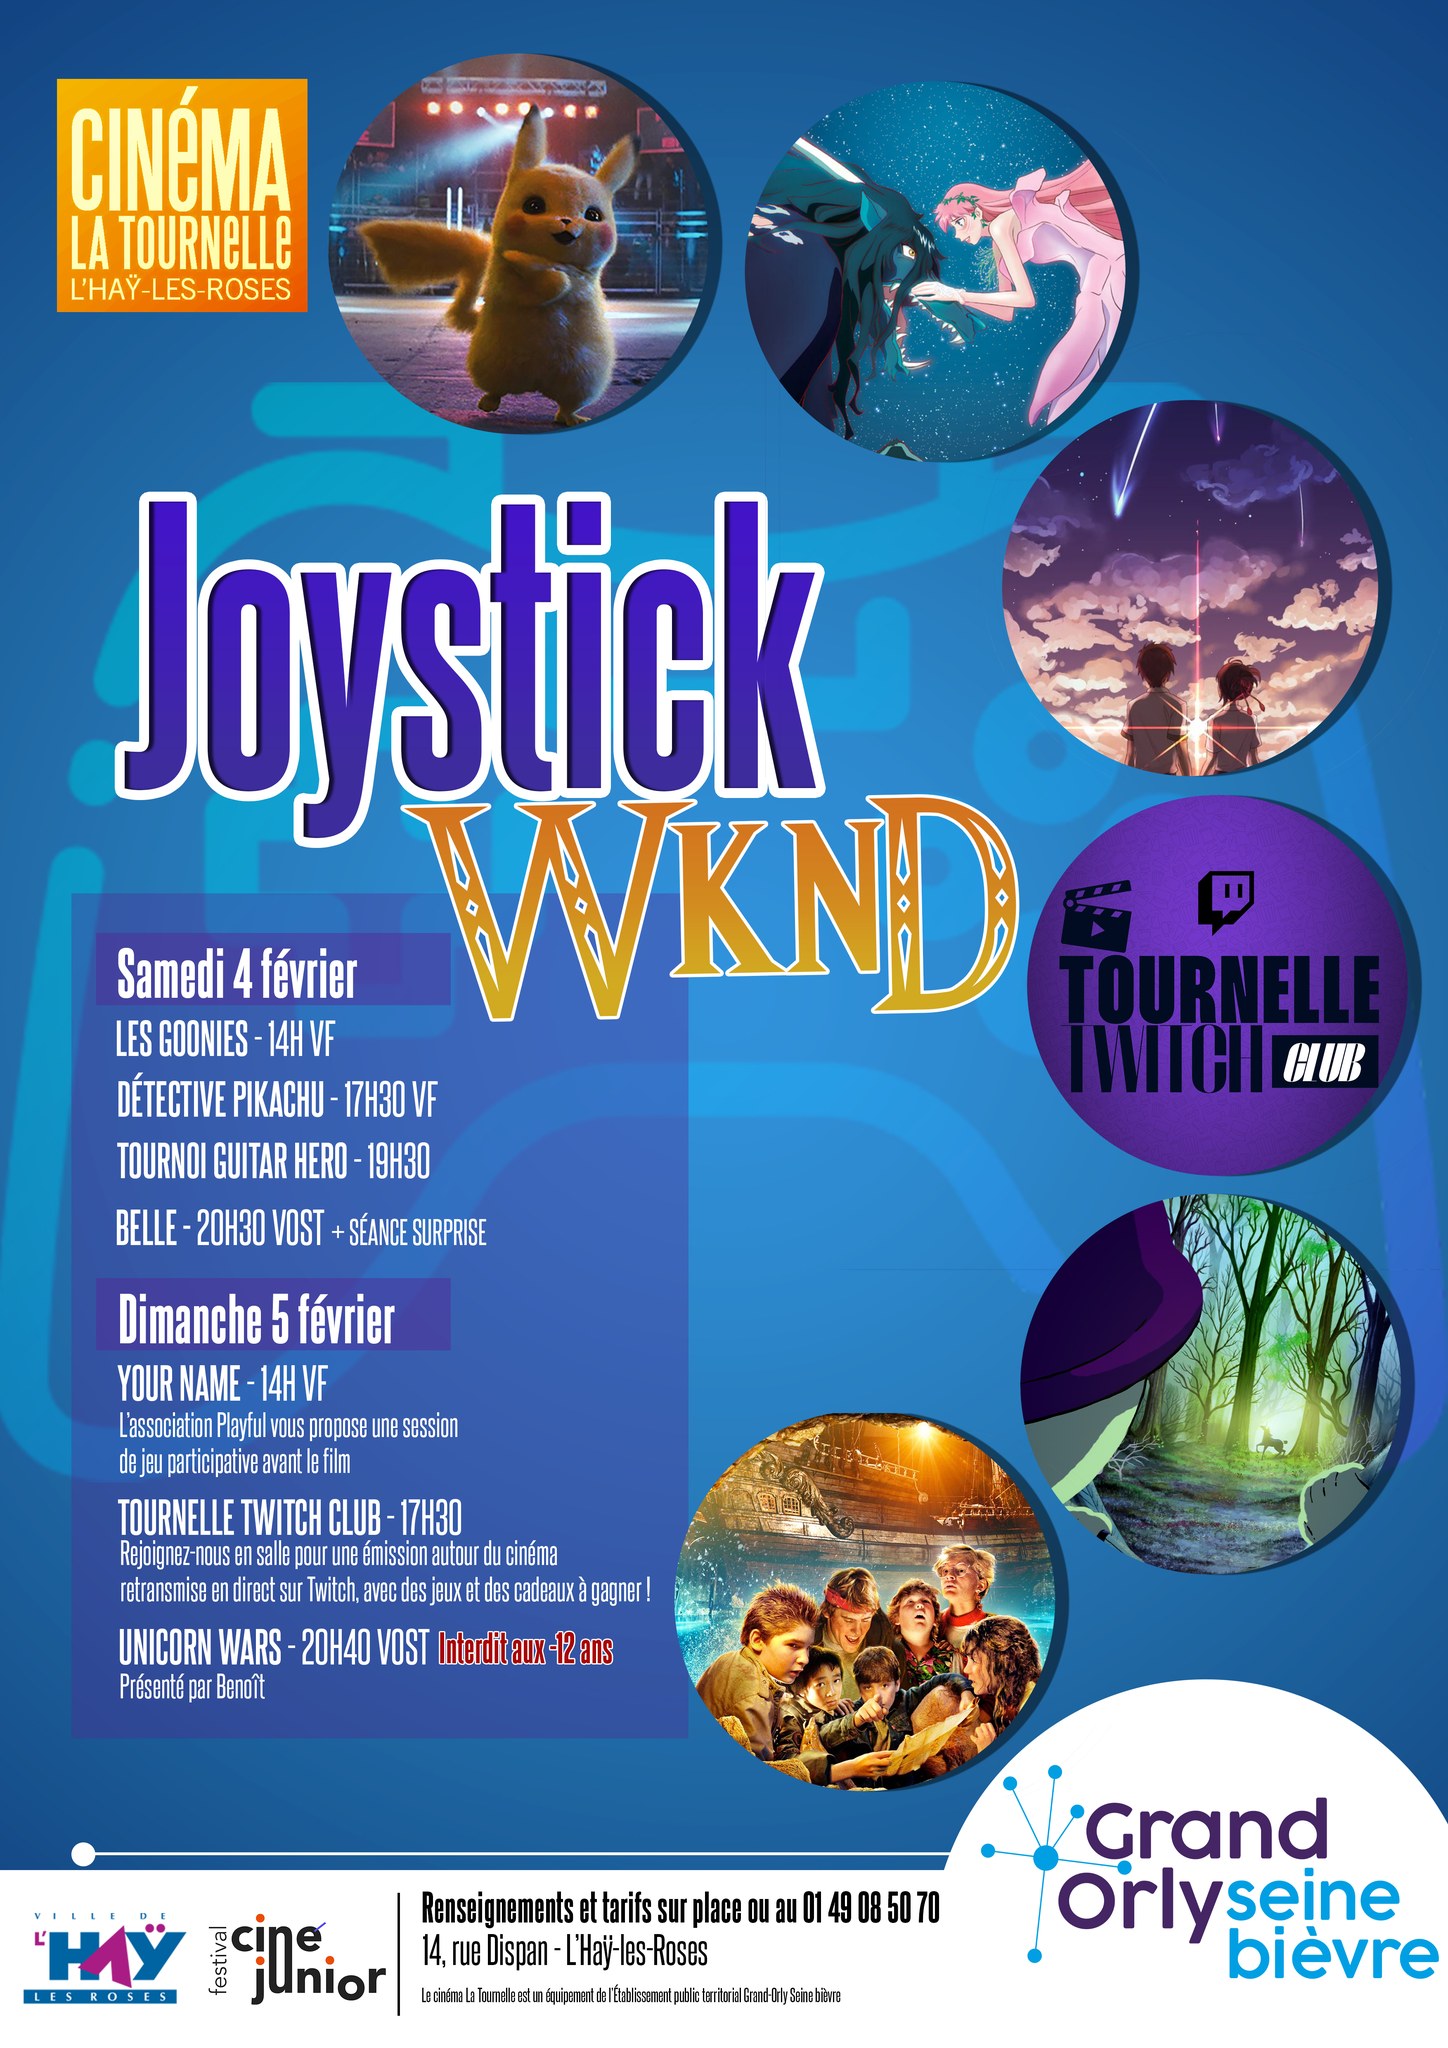 CINÉMA
LA TOURNELLE
L'HAŸ-LES-ROSES
Joystick
WKND
TOURNELLE
TWITCH CLUB
Samedi 4 février
LES GOONIES - 14H VF
DÉTECTIVE PIKACHU - 17H30 VF
TOURNOI GUITAR HERO - 19H30
BELLE - 20H30 VOST + SÉANCE SURPRISE
Dimanche 5 février
YOUR NAME - 14H VF
L'association Playful vous propose une session
de jeu participative avant le film
TOURNELLE TWITCH CLUB - 17H30
Rejoignez-nous en salle pour une émission autour du cinéma
retransmise en direct sur Twitch, avec des jeux et des cadeaux à gagner !
UNICORN WARS - 20H40 VOST Interdit aux -12 ans
Présenté par Benoît
VILLE DE
L'HAŸ
LES ROSES
festival
ciné
junior
Renseignements et tarifs sur place ou au 01 49 08 50 70
14, rue Dispan - L'Haÿ-les-Roses
Le cinéma La Tournelle est un équipement de l'Établissement public territorial Grand-Orly Seine bièvre
Grand
Orly seine
bièvre